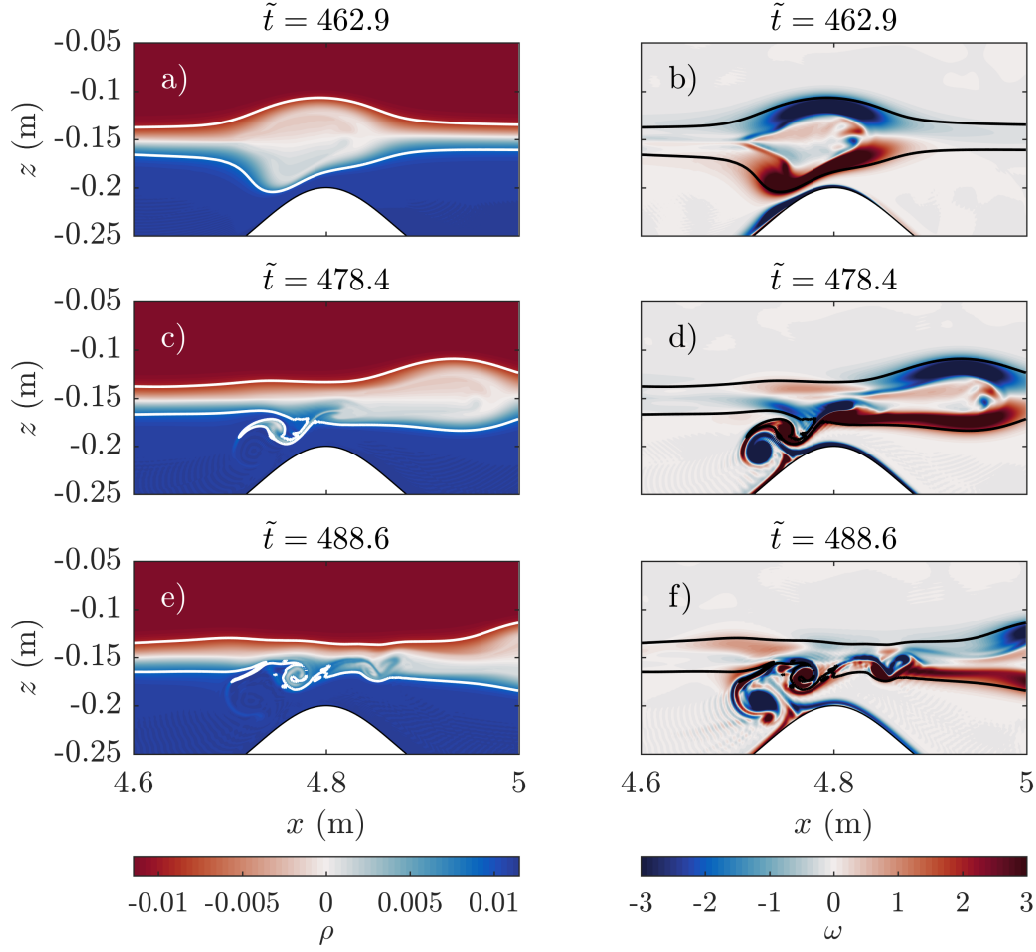 t̃ = 462.9 t̃ = 462.9
-0.05
-0.1
-0.15
-0.2
-0.25
z (m)
a) b)
t̃ = 478.4 t̃ = 478.4
-0.05
-0.1
-0.15
-0.2
-0.25
z (m)
c) d)
t̃ = 488.6 t̃ = 488.6
-0.05
-0.1
-0.15
-0.2
-0.25
z (m)
e) f)
4.6 4.8 5 4.6 4.8 5
x (m) x (m)
-0.01 -0.005 0 0.005 0.01 -3 -2 -1 0 1 2 3
ρ ω